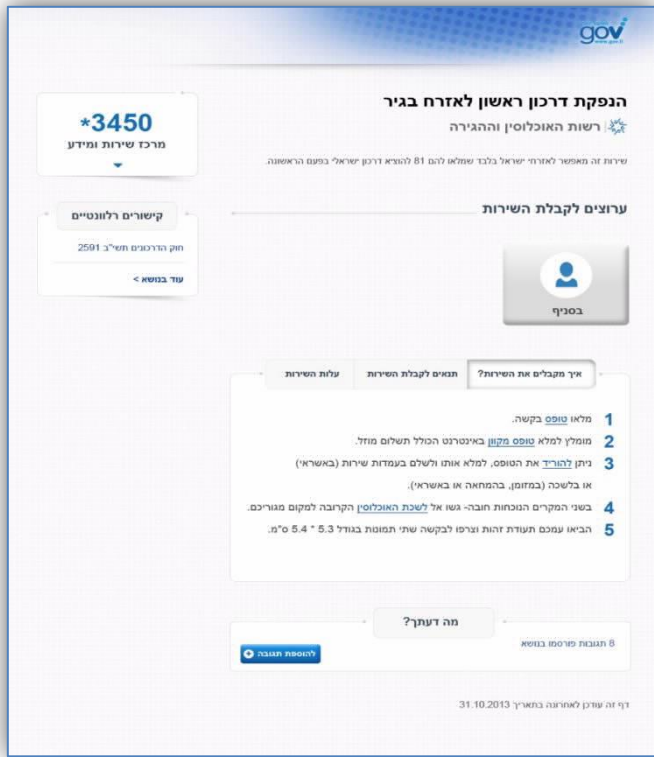 gov
www.gov.il
הנפקת דרכון ראשון לאזרח בגיר
רשות האוכלוסין וההגירה
שירות זה מאפשר לאזרחי ישראל בלבד שמלאו להם 81 להוציא דרכון ישראלי בפעם הראשונה.
*3450
מרכז שירות ומידע
קישורים רלוונטיים
חוק הדרכונים תשי"ב 2591
עוד בנושא >
ערוצים לקבלת השירות
בסניף
איך מקבלים את השירות?
תנאים לקבלת השירות
עלות השירות
1 מלאו טופס בקשה.
2 מומלץ למלא טופס מקוון באינטרנט הכולל תשלום מוזל.
3 ניתן להוריד את הטופס, למלא אותו ולשלם בעמדות שירות (באשראי)
או בלשכה (במזומן, בהמחאה או באשראי).
4 בשני המקרים הנוכחות חובה- גשו אל לשכת האוכלוסין הקרובה למקום מגוריכם.
5 הביאו עמכם תעודת זהות וצרפו לבקשה שתי תמונות בגודל 5.3 * 5.4 ס"מ.
מה דעתך?
8 תגובות פורסמו בנושא
להוספת תגובה
דף זה עודכן לאחרונה בתאריך 31.10.2013